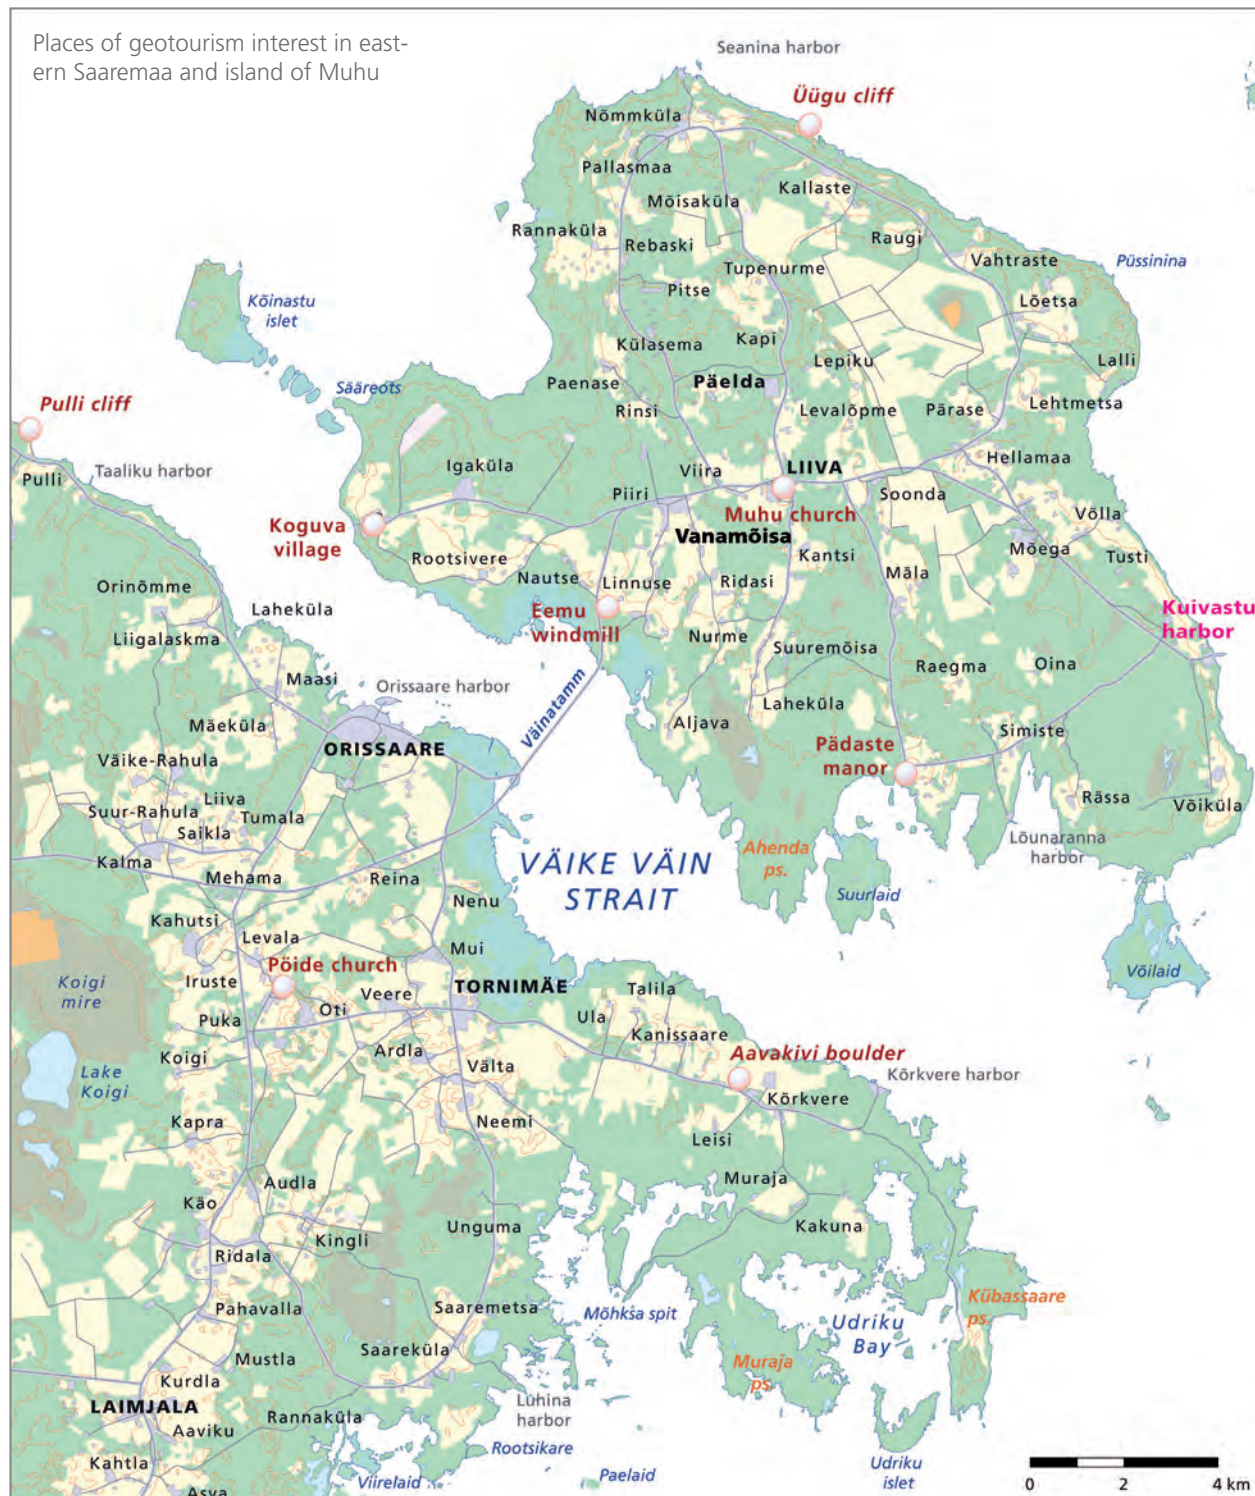 Places of geotourism interest in east-
ern Saaremaa and island of Muhu
Seanina harbor
Üügu cliff
Nõmmküla
Pallasmaa
Kallaste
Mõisaküla
Rannaküla
Rebaski
Raugi
Vahtraste
Püssinina
Tupenurme
Pitse
Lõetsa
Kõinastu
islet
Külasema
Kapi
Lepiku
Lalli
Sääreots
Paenase
Päelda
Pulli cliff
Rinsi
Levalõpme
Pärase
Lehtmetsa
Pulli
Taaliku harbor
Igaküla
Viira
LIIVA
Hellamaa
Piiri
Soonda
Koguva
village
Muhu church
Võlla
Vanamõisa
Rootsivere
Kantsi
Mõega
Tusti
Orinõmme
Nautse
Linnuse
Ridasi
Mäla
Laheküla
Eemu
windmill
Kuivastu
harbor
Liigalaskma
Nurme
Suuremõisa
Raegma
Oina
Maasi
Orissaare harbor
Väinatamm
Laheküla
Mäeküla
Aljava
Simiste
ORISSAARE
Pädaste
manor
Väike-Rahula
Liiva
Suur-Rahula
Tumala
Rässa
Võiküla
Saikla
Kalma
Mehama
Reina
VÄIKE VÄIN
STRAIT
Ahenda
ps.
Lõunaranna
harbor
Nenu
Suurlaid
Kahutsi
Levala
Mui
Pöide church
Võilaid
Koigi
mire
Iruste
Veere
TORNIMÄE
Talila
Oti
Puka
Ula
Kanissaare
Ardla
Aavakivi boulder
Koigi
Välta
Kõrkvere harbor
Lake
Koigi
Kõrkvere
Kapra
Neemi
Leisi
Audla
Muraja
Käo
Unguma
Kakuna
Kingli
Ridala
Pahavalla
Saaremetsa
Mõhksa spit
Udriku
Bay
Kübassaare
ps.
Mustla
Saareküla
Muraja
ps.
Kurdla
LAIMJALA
Luhina
harbor
Rannaküla
Aaviku
Rootsikare
Kahtla
Viirelaid
Paelaid
Udriku
islet
Asva
0 2 4 km